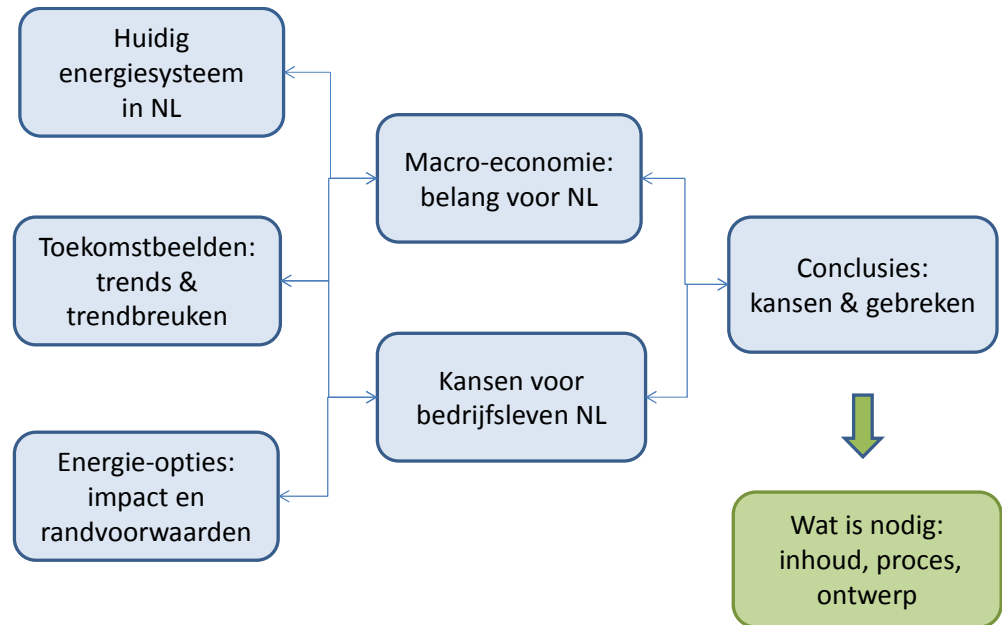 Huidig
energiesysteem
in NL
Toekomstbeelden:
trends &
trendbreuken
Energie-opties:
impact en
randvoorwaarden
Macro-economie:
belang voor NL
Kansen voor
bedrijfsleven NL
Conclusies:
kansen & gebreken
Wat is nodig:
inhoud, proces,
ontwerp